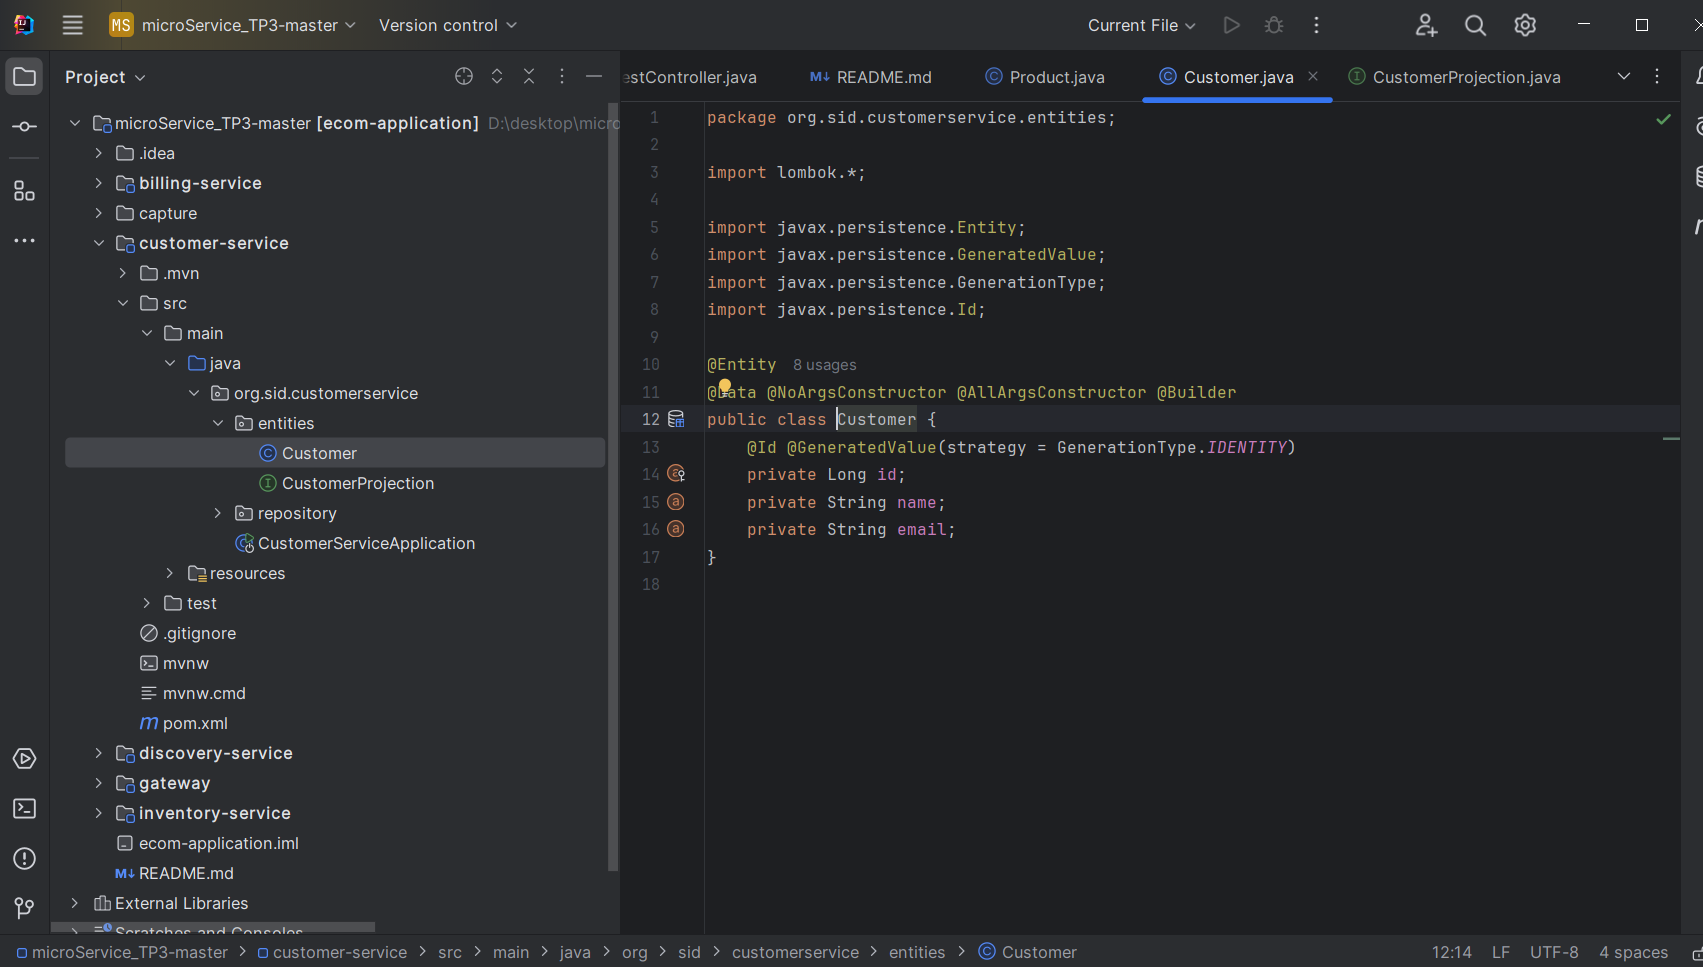 MS microService_TP3-master Version control Current File
Project
estController.java README.md Product.java Customer.java CustomerProjection.java
microService_TP3-master [ecom-application] D:\desktop\micro
.idea
billing-service
capture
customer-service
.mvn
src
main
java
org.sid.customerservice
entities
Customer
CustomerProjection
repository
CustomerServiceApplication
resources
test
.gitignore
mvnw
mvnw.cmd
m pom.xml
discovery-service
gateway
inventory-service
ecom-application.iml
M↓ README.md
External Libraries
Scratches and Consoles
1 package org.sid.customerservice.entities;
2
3 import lombok.*;
4
5 import javax.persistence.Entity;
6 import javax.persistence.GeneratedValue;
7 import javax.persistence.GenerationType;
8 import javax.persistence.Id;
9
10 @Entity 8 usages
11 @Data @NoArgsConstructor @AllArgsConstructor @Builder
12 public class Customer {
13 @Id @GeneratedValue(strategy = GenerationType.IDENTITY)
14 private Long id;
15 private String name;
16 private String email;
17 }
18
microService_TP3-master > customer-service > src > main > java > org > sid > customerservice > entities > Customer 12:14 LF UTF-8 4 spaces